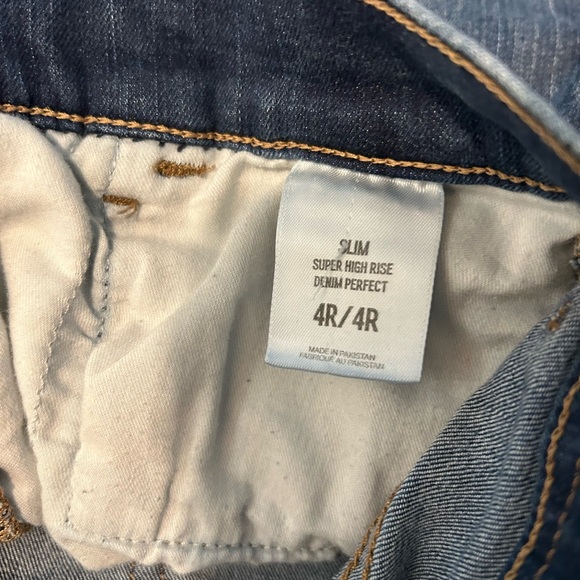 SLIM
SUPER HIGH RISE
DENIM PERFECT
4R/4R
MADE IN PAKISTAN
FABRIQUÉ AU PAKISTAN